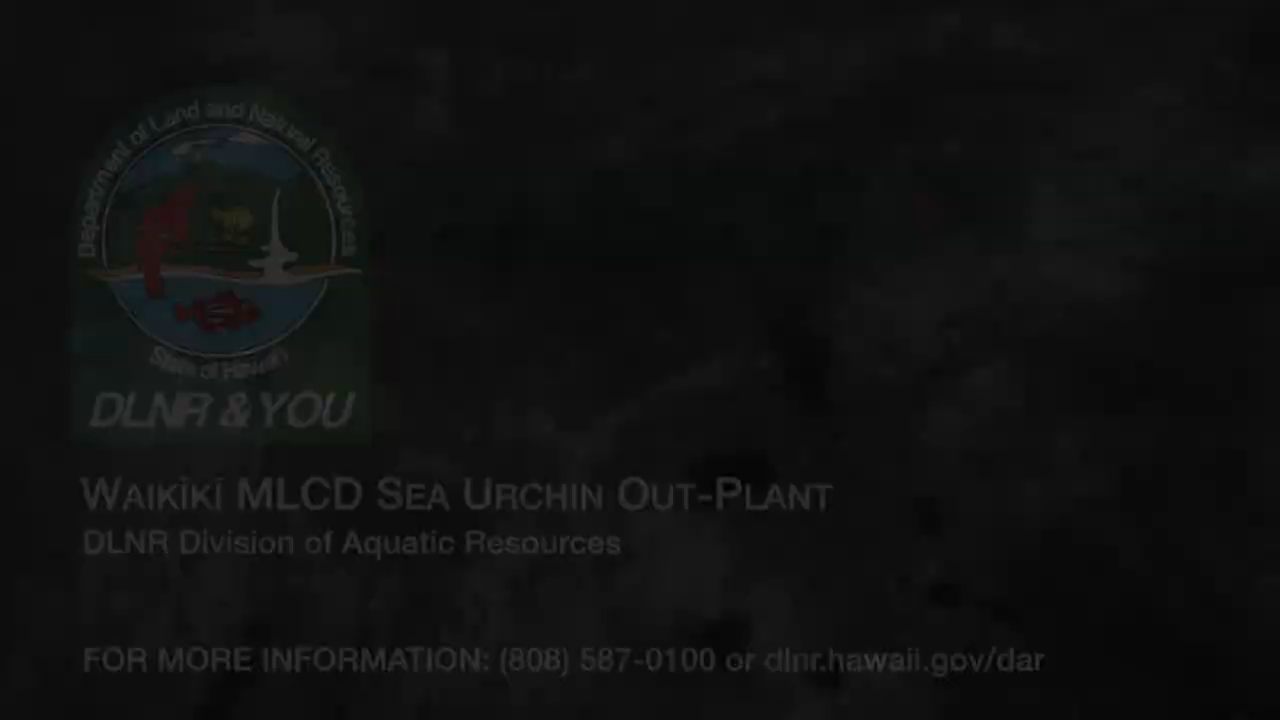 Department of Land and Natural Resources
State of Hawai'i
DLNR & YOU
WAIKĪKĪ MLCD SEA URCHIN OUT-PLANT
DLNR Division of Aquatic Resources
FOR MORE INFORMATION: (808) 587-0100 or dlnr.hawaii.gov/dar